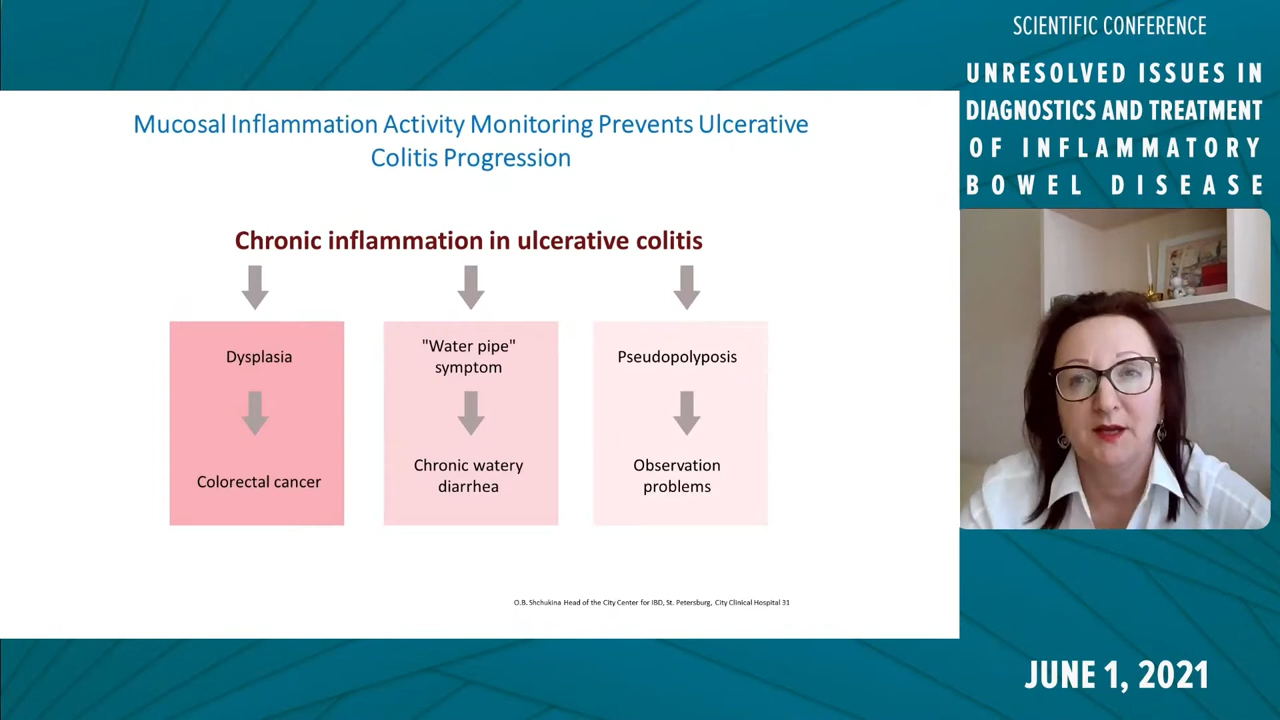 SCIENTIFIC CONFERENCE
UNRESOLVED ISSUES IN
DIAGNOSTICS AND TREATMENT
OF INFLAMMATORY
BOWEL DISEASE
Mucosal Inflammation Activity Monitoring Prevents Ulcerative
Colitis Progression
Chronic inflammation in ulcerative colitis
Dysplasia
Colorectal cancer
"Water pipe"
symptom
Chronic watery
diarrhea
Pseudopolyposis
Observation
problems
O.B. Shchukina Head of the City Center for IBD, St. Petersburg, City Clinical Hospital 31
JUNE 1, 2021